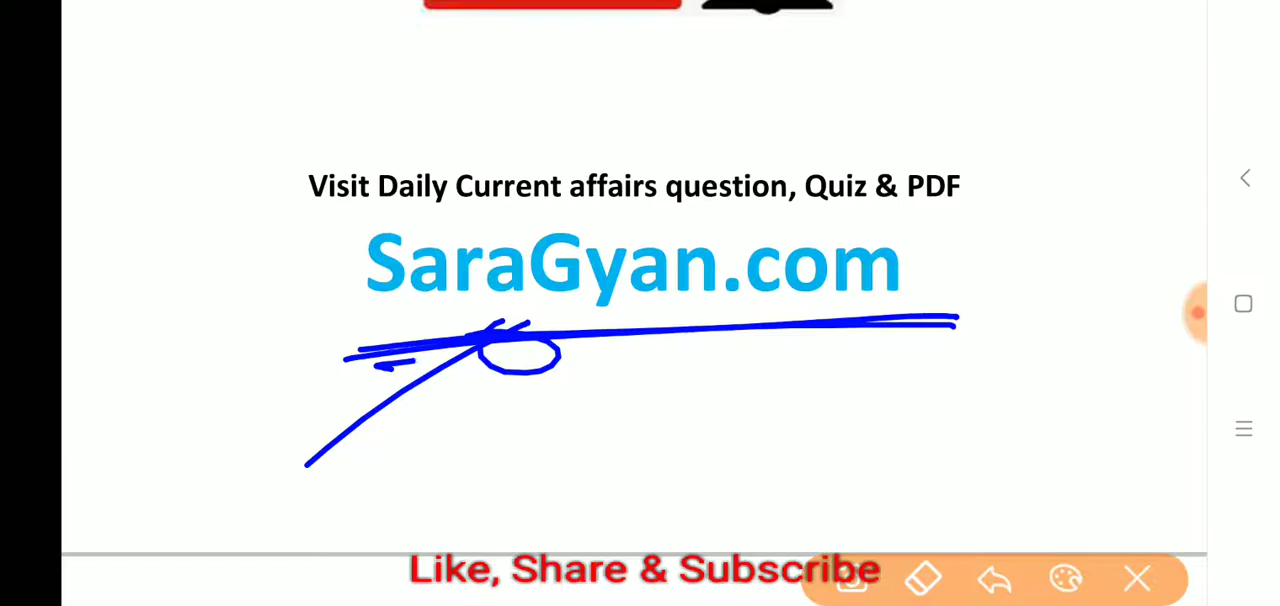 Visit Daily Current affairs question, Quiz & PDF
SaraGyan.com
Like, Share & Subscribe